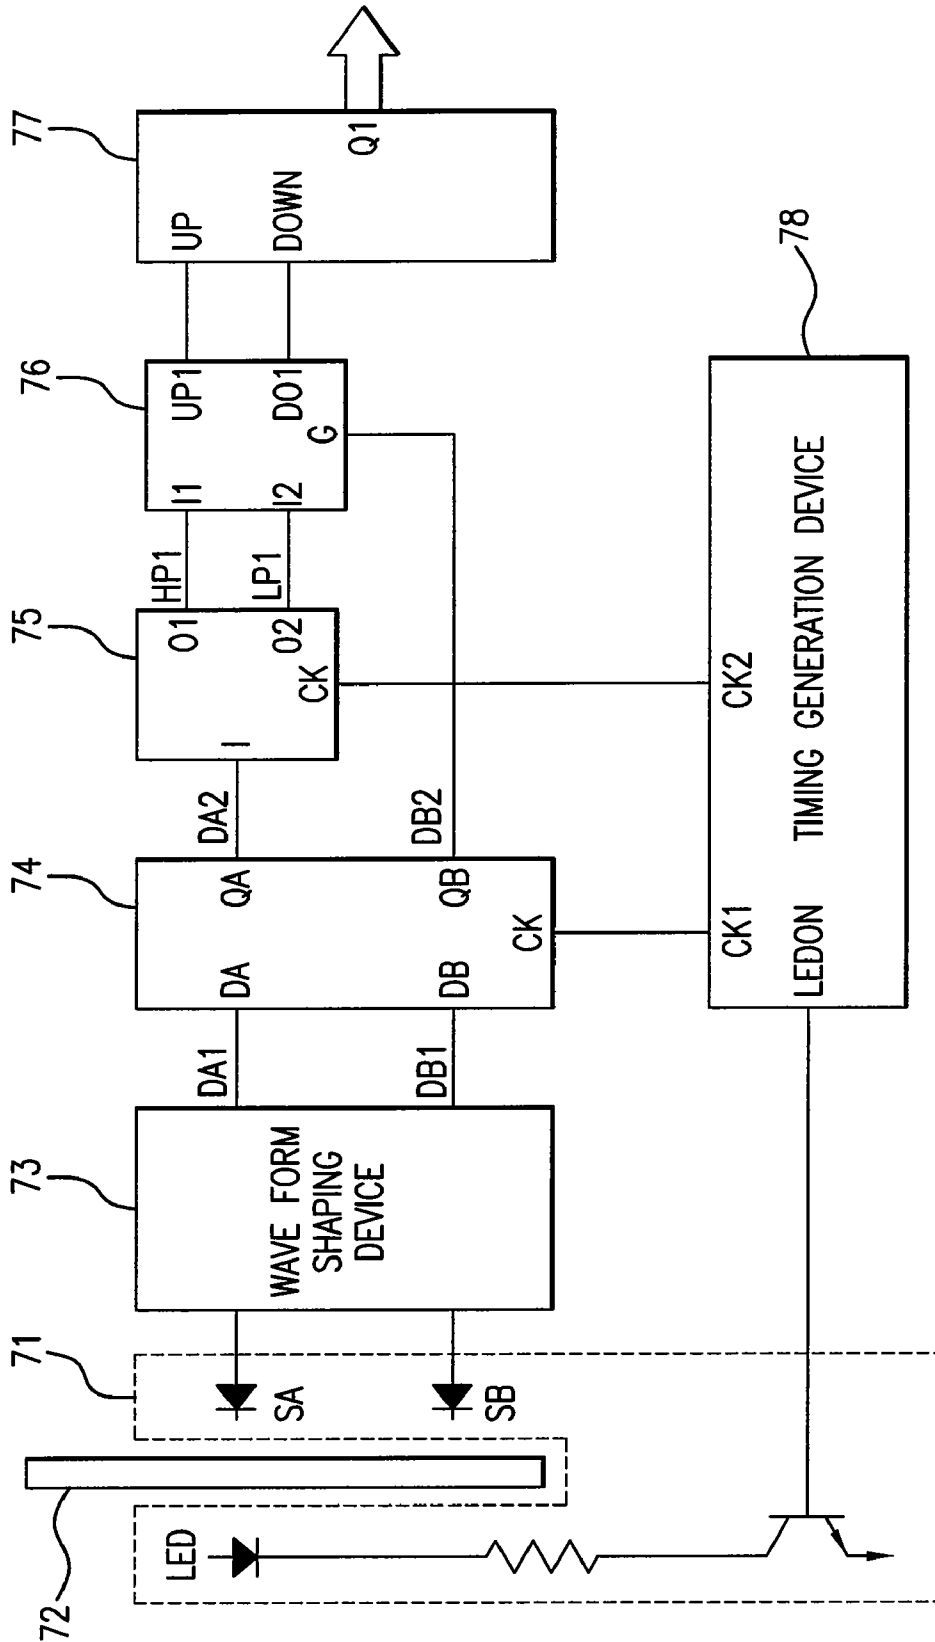 71
72
73
74
75
76
77
LED
SA
SB
WAVE FORM
SHAPING
DEVICE
DA1
DB1
DA
QA
DB
QB
CK
DA2
DB2
I
O1
O2
CK
HP1
LP1
I1
UP1
I2
DO1
G
UP
DOWN
Q1
78
CK1
CK2
LEDON
TIMING GENERATION DEVICE